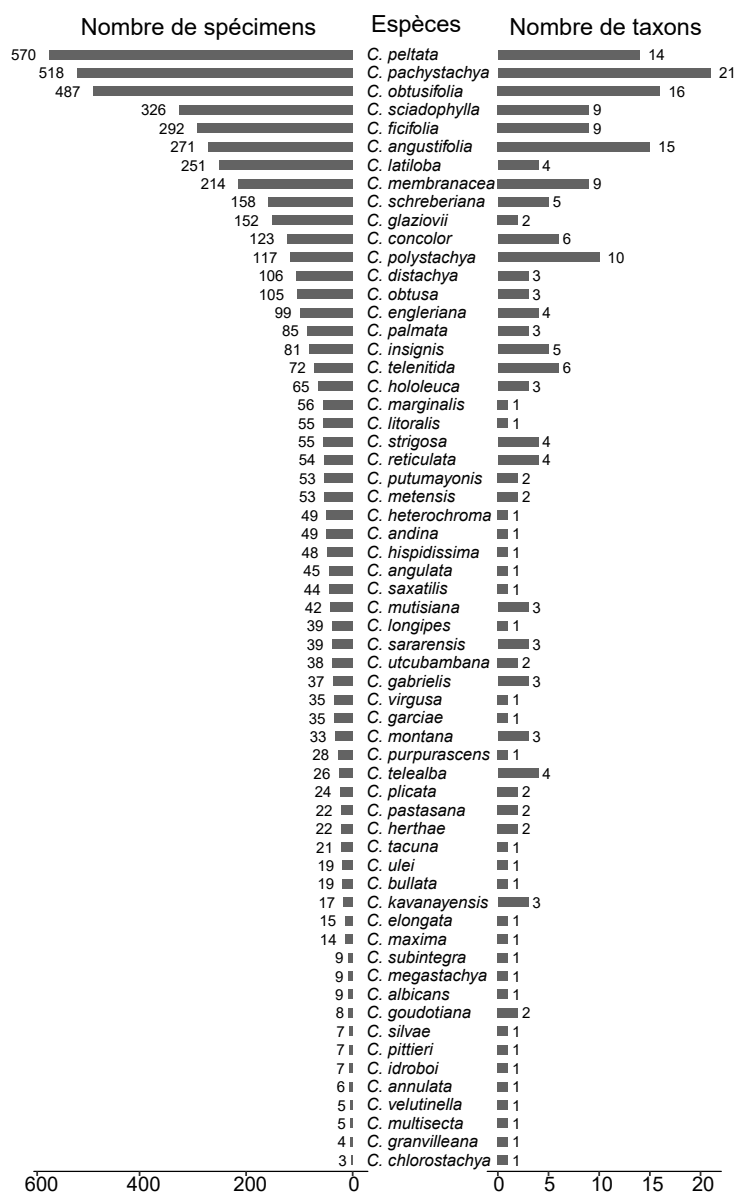 Nombre de spécimens Espèces Nombre de taxons
570 C. peltata 14
518 C. pachystachya 21
487 C. obtusifolia 16
326 C. sciadophylla 9
292 C. ficifolia 9
271 C. angustifolia 15
251 C. latiloba 4
214 C. membranacea 9
158 C. schreberiana 5
152 C. glaziovii 2
123 C. concolor 6
117 C. polystachya 10
106 C. distachya 3
105 C. obtusa 3
99 C. engleriana 4
85 C. palmata 3
81 C. insignis 5
72 C. telenitida 6
65 C. hololeuca 3
56 C. marginalis 1
55 C. litoralis 1
55 C. strigosa 4
54 C. reticulata 4
53 C. putumayonis 2
53 C. metensis 2
49 C. heterochroma 1
49 C. andina 1
48 C. hispidissima 1
45 C. angulata 1
44 C. saxatilis 1
42 C. mutisiana 3
39 C. longipes 1
39 C. sararensis 3
38 C. utcubambana 2
37 C. gabrielis 3
35 C. virgusa 1
35 C. garciae 1
33 C. montana 3
28 C. purpurascens 1
26 C. telealba 4
24 C. plicata 2
22 C. pastasana 2
22 C. herthae 2
21 C. tacuna 1
19 C. ulei 1
19 C. bullata 1
17 C. kavanayensis 3
15 C. elongata 1
14 C. maxima 1
9 C. subintegra 1
9 C. megastachya 1
9 C. albicans 1
8 C. goudotiana 2
7 C. silvae 1
7 C. pittieri 1
7 C. idroboi 1
6 C. annulata 1
5 C. velutinella 1
5 C. multisecta 1
4 C. granvilleana 1
3 C. chlorostachya 1
600 400 200 0 0 5 10 15 20